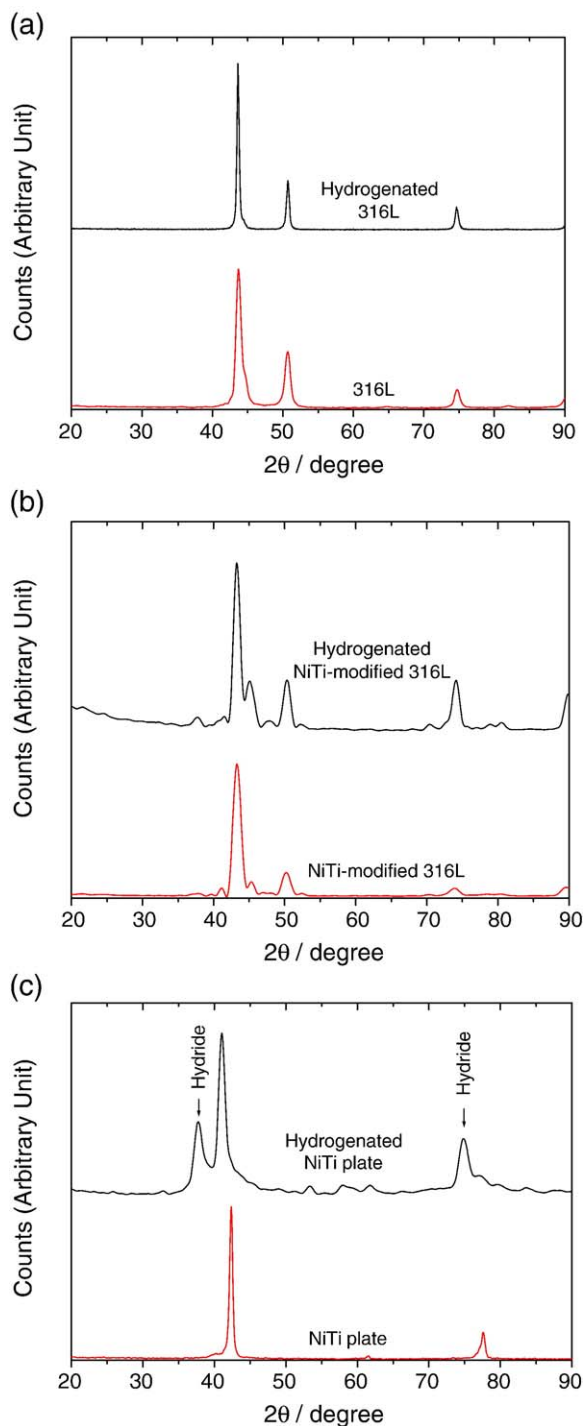 (a)
Counts (Arbitrary Unit)
Hydrogenated
316L
316L
20 30 40 50 60 70 80 90
2θ / degree
(b)
Counts (Arbitrary Unit)
Hydrogenated
NiTi-modified 316L
NiTi-modified 316L
20 30 40 50 60 70 80 90
2θ / degree
(c)
Counts (Arbitrary Unit)
Hydride
Hydride
Hydrogenated
NiTi plate
NiTi plate
20 30 40 50 60 70 80 90
2θ / degree